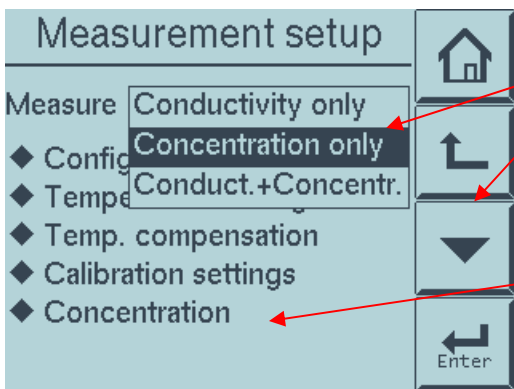 Measurement setup
Measure Conductivity only
Concentration only
Conduct.+Concentr.
Config
Tempe
Temp. compensation
Calibration settings
Concentration
Enter